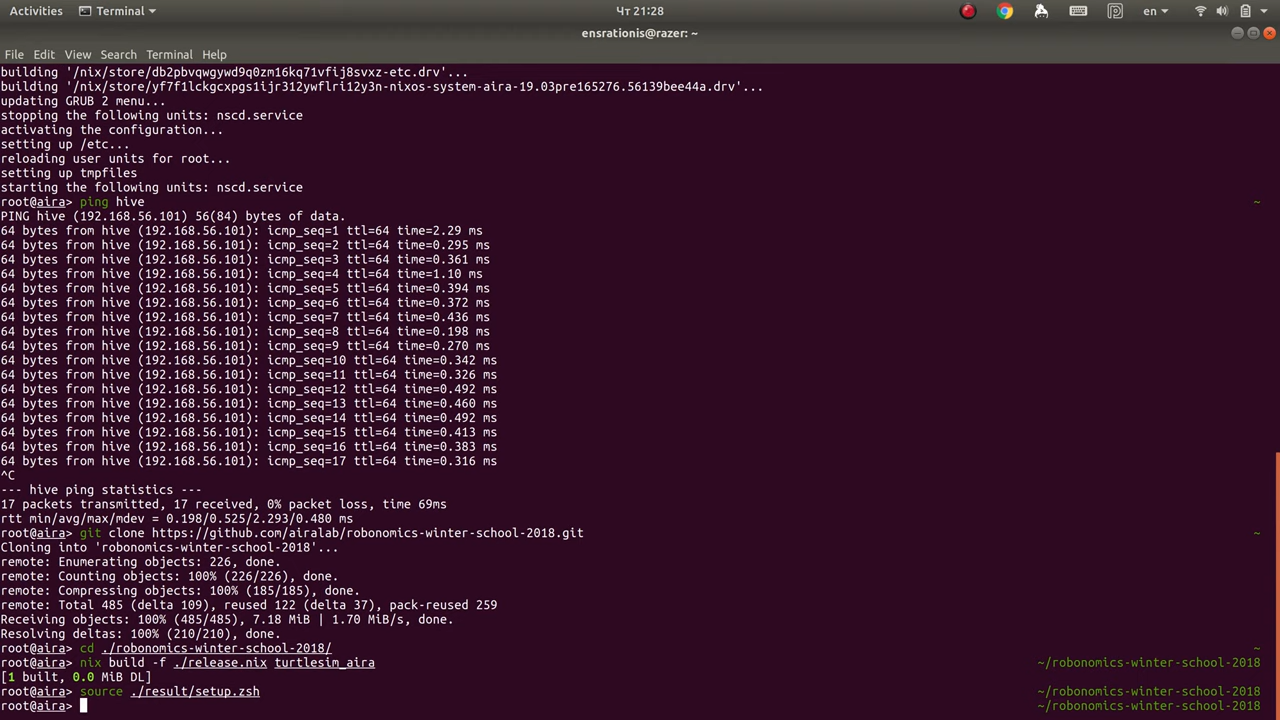 Activities Terminal Чт 21:28 en
ensrationis@razer: ~
File Edit View Search Terminal Help
building '/nix/store/db2pbvqwgywd9q0zm16kq71vfij8svxz-etc.drv'...
building '/nix/store/yf7f1lckgcxpgs1ijr312ywflri12y3n-nixos-system-aira-19.03pre165276.56139bee44a.drv'...
updating GRUB 2 menu...
stopping the following units: nscd.service
activating the configuration...
setting up /etc...
reloading user units for root...
setting up tmpfiles
starting the following units: nscd.service
root@aira> ping hive ~
PING hive (192.168.56.101) 56(84) bytes of data.
64 bytes from hive (192.168.56.101): icmp_seq=1 ttl=64 time=2.29 ms
64 bytes from hive (192.168.56.101): icmp_seq=2 ttl=64 time=0.295 ms
64 bytes from hive (192.168.56.101): icmp_seq=3 ttl=64 time=0.361 ms
64 bytes from hive (192.168.56.101): icmp_seq=4 ttl=64 time=1.10 ms
64 bytes from hive (192.168.56.101): icmp_seq=5 ttl=64 time=0.394 ms
64 bytes from hive (192.168.56.101): icmp_seq=6 ttl=64 time=0.372 ms
64 bytes from hive (192.168.56.101): icmp_seq=7 ttl=64 time=0.436 ms
64 bytes from hive (192.168.56.101): icmp_seq=8 ttl=64 time=0.198 ms
64 bytes from hive (192.168.56.101): icmp_seq=9 ttl=64 time=0.270 ms
64 bytes from hive (192.168.56.101): icmp_seq=10 ttl=64 time=0.342 ms
64 bytes from hive (192.168.56.101): icmp_seq=11 ttl=64 time=0.326 ms
64 bytes from hive (192.168.56.101): icmp_seq=12 ttl=64 time=0.492 ms
64 bytes from hive (192.168.56.101): icmp_seq=13 ttl=64 time=0.460 ms
64 bytes from hive (192.168.56.101): icmp_seq=14 ttl=64 time=0.492 ms
64 bytes from hive (192.168.56.101): icmp_seq=15 ttl=64 time=0.413 ms
64 bytes from hive (192.168.56.101): icmp_seq=16 ttl=64 time=0.383 ms
64 bytes from hive (192.168.56.101): icmp_seq=17 ttl=64 time=0.316 ms
^C
--- hive ping statistics ---
17 packets transmitted, 17 received, 0% packet loss, time 69ms
rtt min/avg/max/mdev = 0.198/0.525/2.293/0.480 ms
root@aira> git clone https://github.com/airalab/robonomics-winter-school-2018.git ~
Cloning into 'robonomics-winter-school-2018'...
remote: Enumerating objects: 226, done.
remote: Counting objects: 100% (226/226), done.
remote: Compressing objects: 100% (185/185), done.
remote: Total 485 (delta 109), reused 122 (delta 37), pack-reused 259
Receiving objects: 100% (485/485), 7.18 MiB | 1.70 MiB/s, done.
Resolving deltas: 100% (210/210), done.
root@aira> cd ./robonomics-winter-school-2018/ ~
root@aira> nix build -f ./release.nix turtlesim_aira ~/robonomics-winter-school-2018
[1 built, 0.0 MiB DL]
root@aira> source ./result/setup.zsh ~/robonomics-winter-school-2018
root@aira> ~/robonomics-winter-school-2018